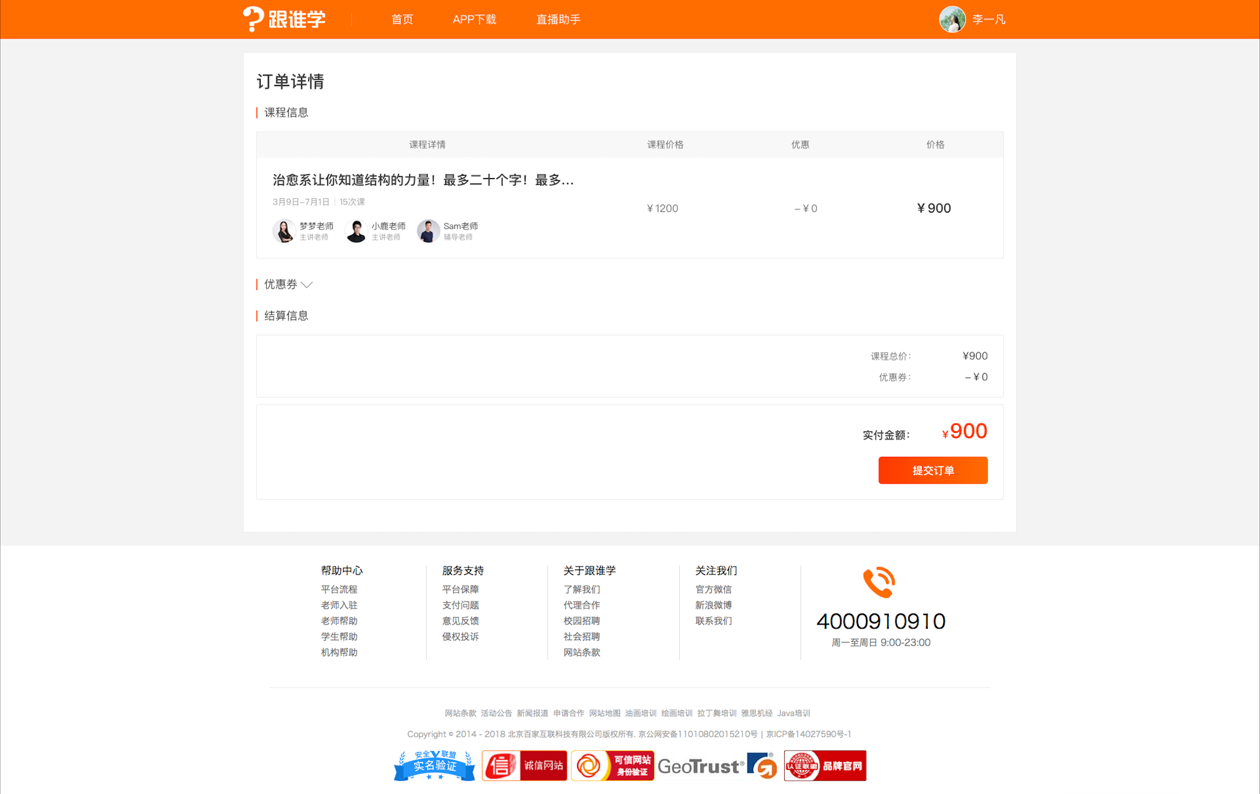 跟谁学 首页 APP下载 直播助手 李一凡
订单详情
课程信息
课程详情 课程价格 优惠 价格
治愈系让你知道结构的力量！最多二十个字！最多...
3月9日-7月1日 | 15次课
¥1200 -¥0 ¥900
梦梦老师 小鹿老师 Sam老师
主讲老师 主讲老师 辅导老师
优惠券
结算信息
课程总价： ¥900
优惠券： -¥0
实付金额： ¥900
提交订单
帮助中心 服务支持 关于跟谁学 关注我们
平台流程 平台保障 了解我们 官方微信
老师入驻 支付问题 代理合作 新浪微博
老师帮助 意见反馈 校园招聘 联系我们
学生帮助 侵权投诉 社会招聘
机构帮助 网站条款
4000910910
周一至周日 9:00-23:00
网站条款 活动公告 新闻报道 申请合作 网站地图 油画培训 绘画培训 拉丁舞培训 雅思机经 Java培训
Copyright © 2014 - 2018 北京百家互联科技有限公司版权所有. 京公网安备11010802015210号 | 京ICP备14027590号-1
安全联盟
实名验证
信 诚信网站
可信网站
身份验证
GeoTrust
认证联盟 品牌官网